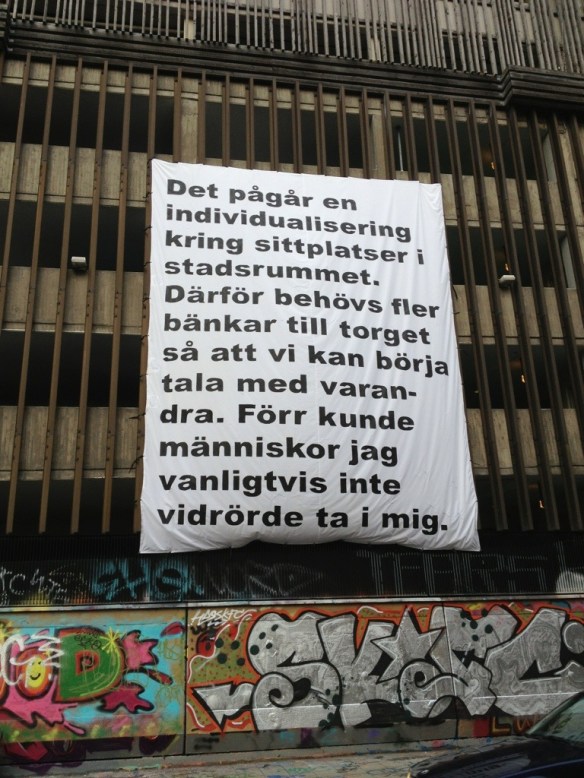 Det pågår en
individualisering
kring sittplatser i
stadsrummet.
Därför behövs fler
bänkar till torget
så att vi kan börja
tala med varan-
dra. Förr kunde
människor jag
vanligtvis inte
vidrörde ta i mig.